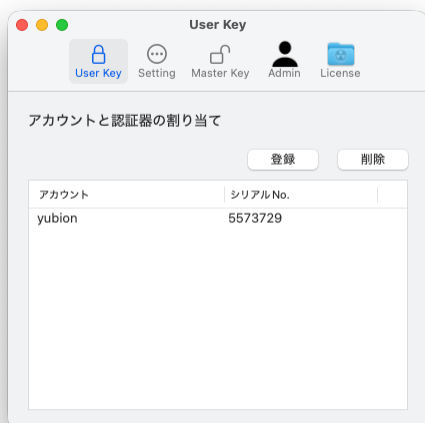 User Key
User Key Setting Master Key Admin License
アカウントと認証器の割り当て
登録 削除
アカウント シリアルNo.
yubion 5573729